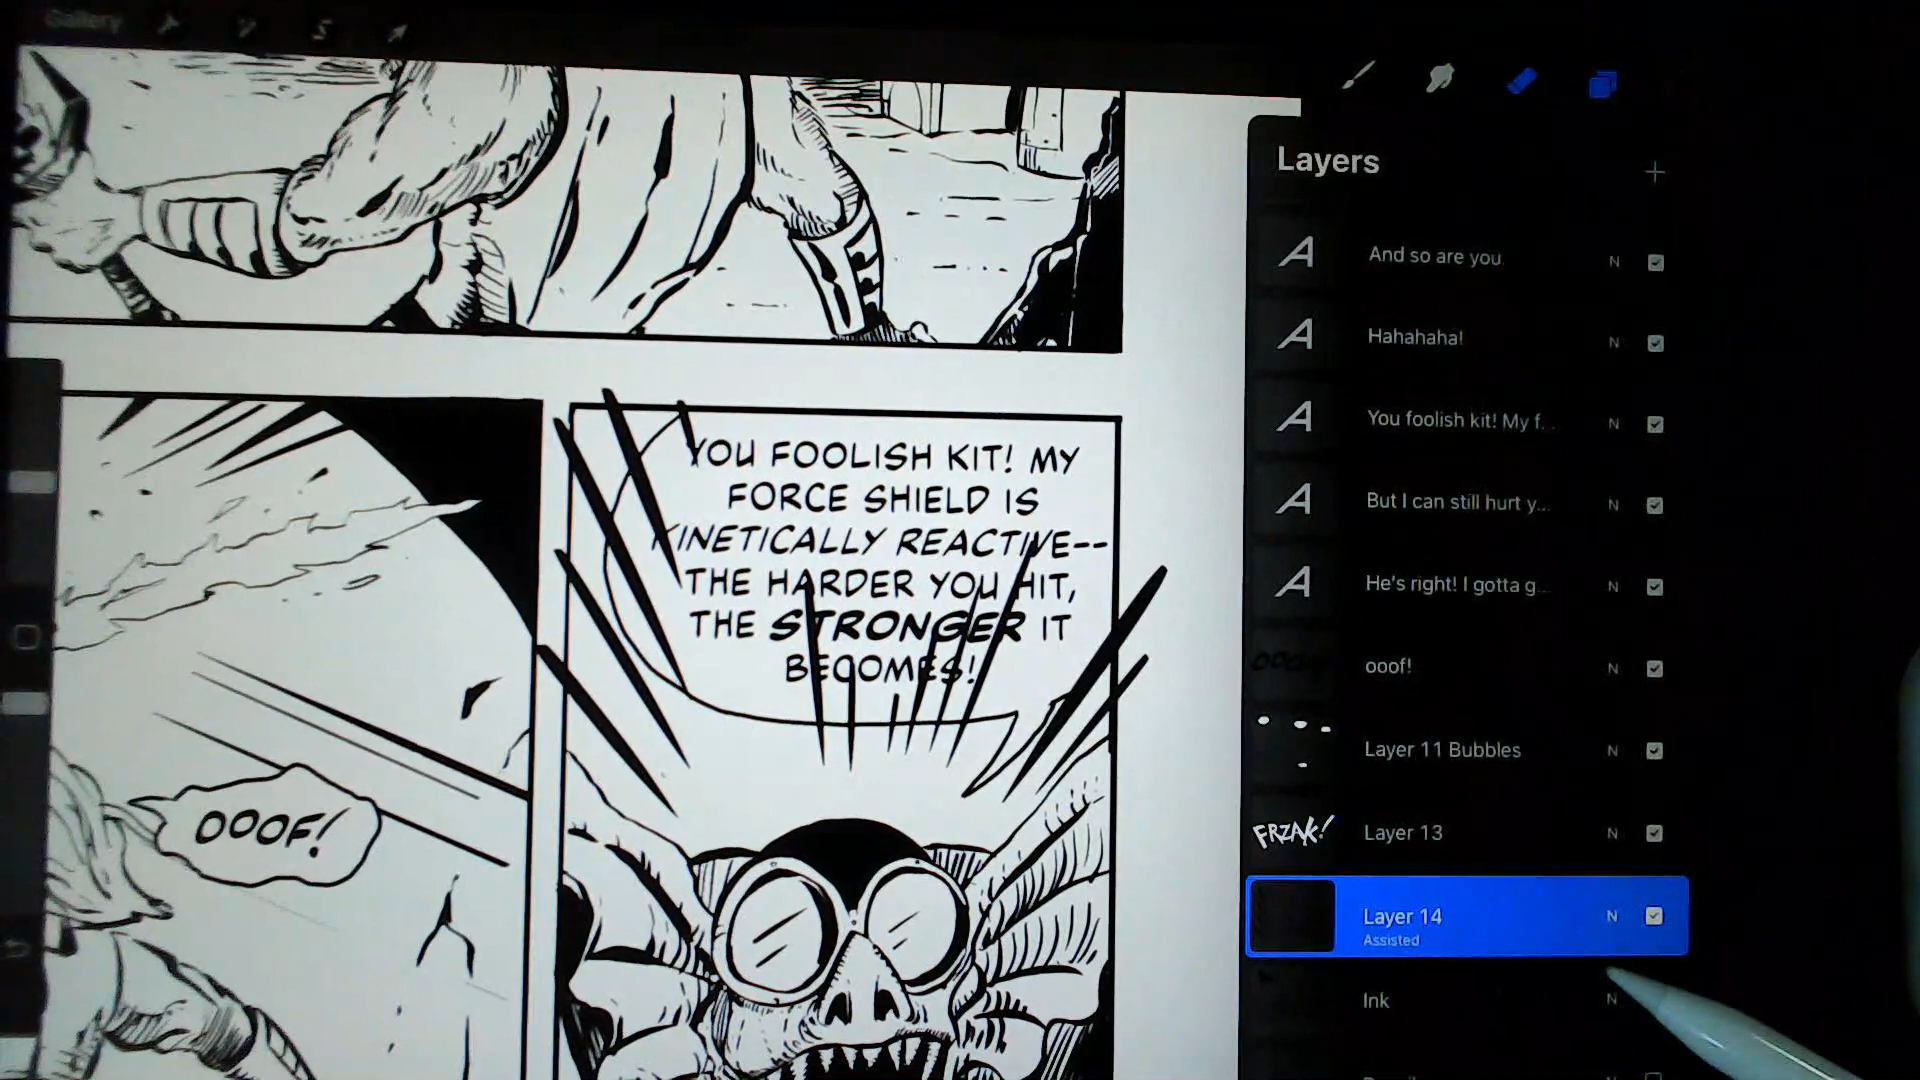 Gallery
S
YOU FOOLISH KIT! MY
FORCE SHIELD IS
KINETICALLY REACTIVE--
THE HARDER YOU HIT,
THE STRONGER IT
BECOMES!
OOOF!
Layers
+
A And so are you N
A Hahahaha! N
A You foolish kit! My f... N
A But I can still hurt y... N
A He's right! I gotta g... N
ooof! N
Layer 11 Bubbles N
FRZAK! Layer 13 N
Layer 14 N
Assisted
Ink N